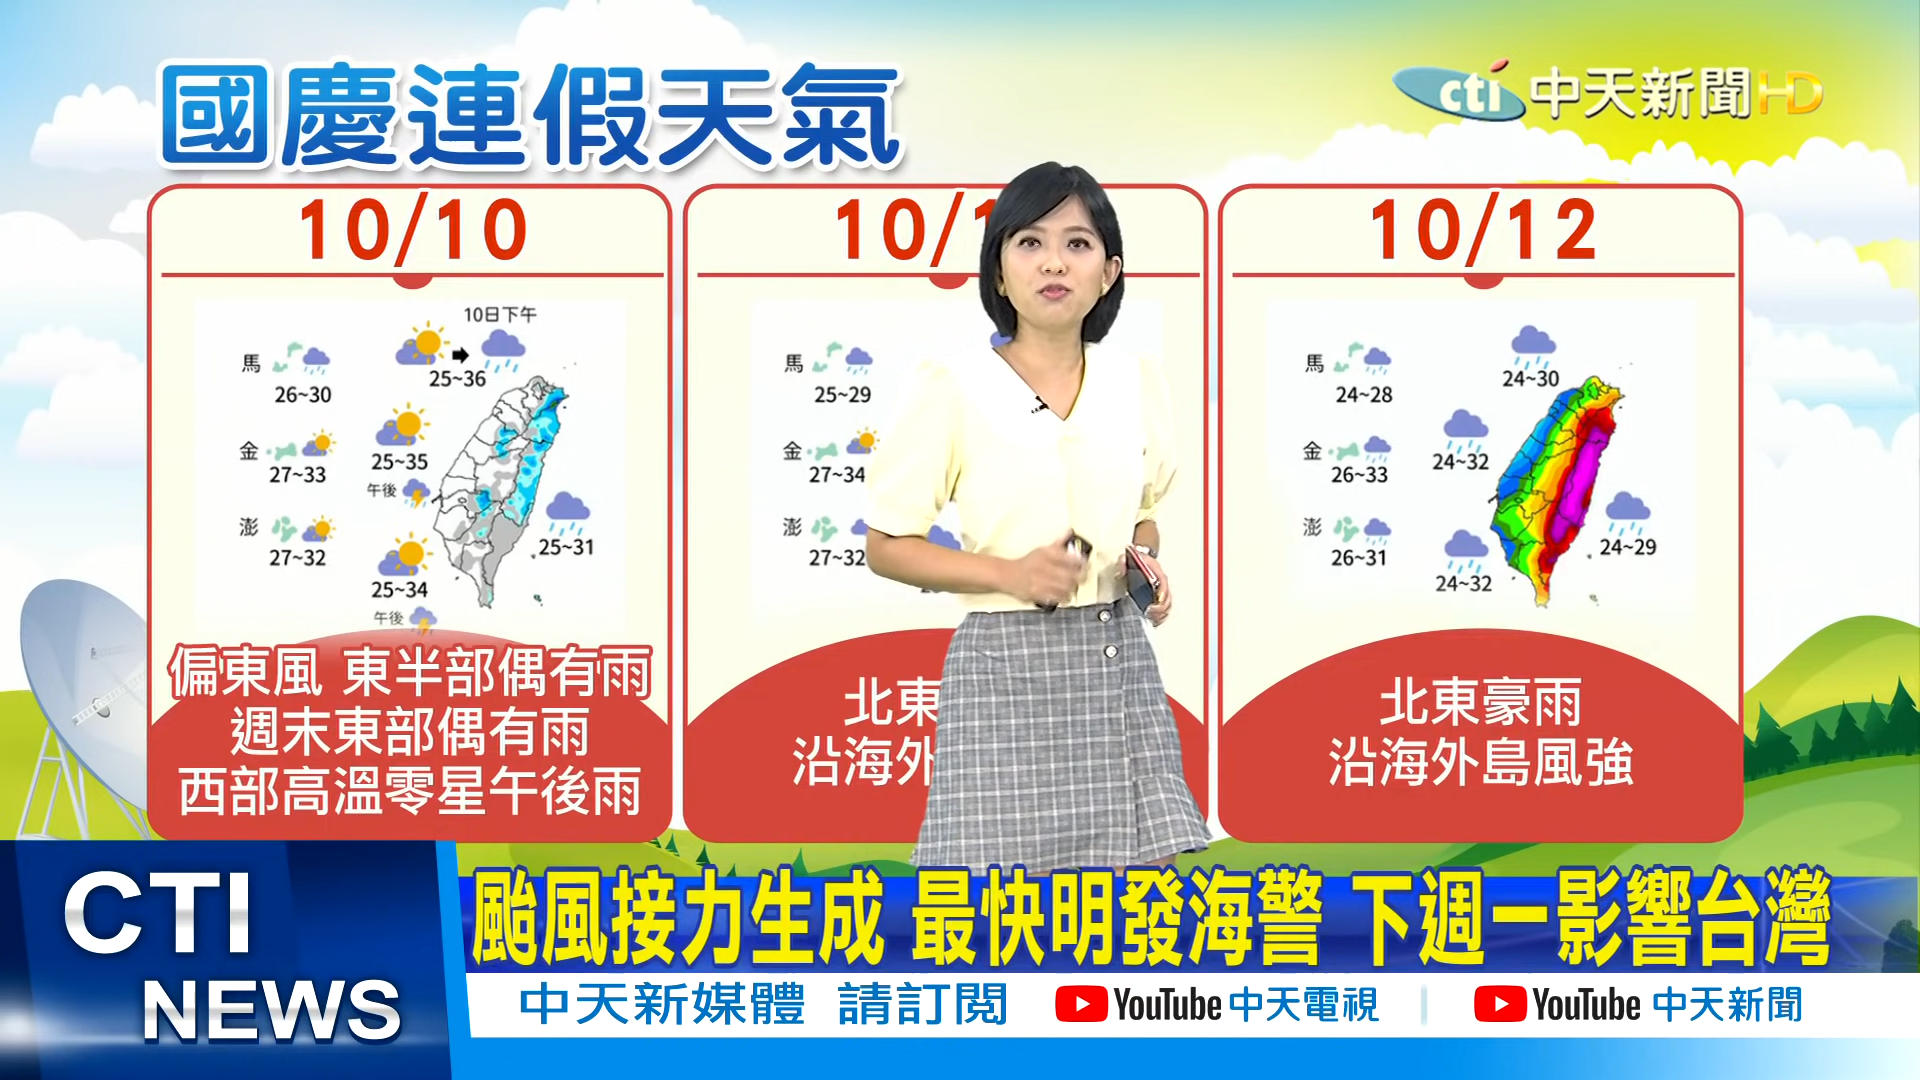 國慶連假天氣
cti 中天新聞HD
10/10
10日下午
馬
26~30
25~36
金
27~33
25~35
午後
澎
27~32
25~31
25~34
午後
偏東風 東半部偶有雨
週末東部偶有雨
西部高溫零星午後雨
10/1
馬
25~29
金
27~34
澎
27~32
北東
沿海外
10/12
馬
24~28
24~30
金
26~33
24~32
澎
26~31
24~29
24~32
北東豪雨
沿海外島風強
CTI
NEWS
颱風接力生成 最快明發海警 下週一影響台灣
中天新媒體 請訂閱 YouTube 中天電視 | YouTube 中天新聞